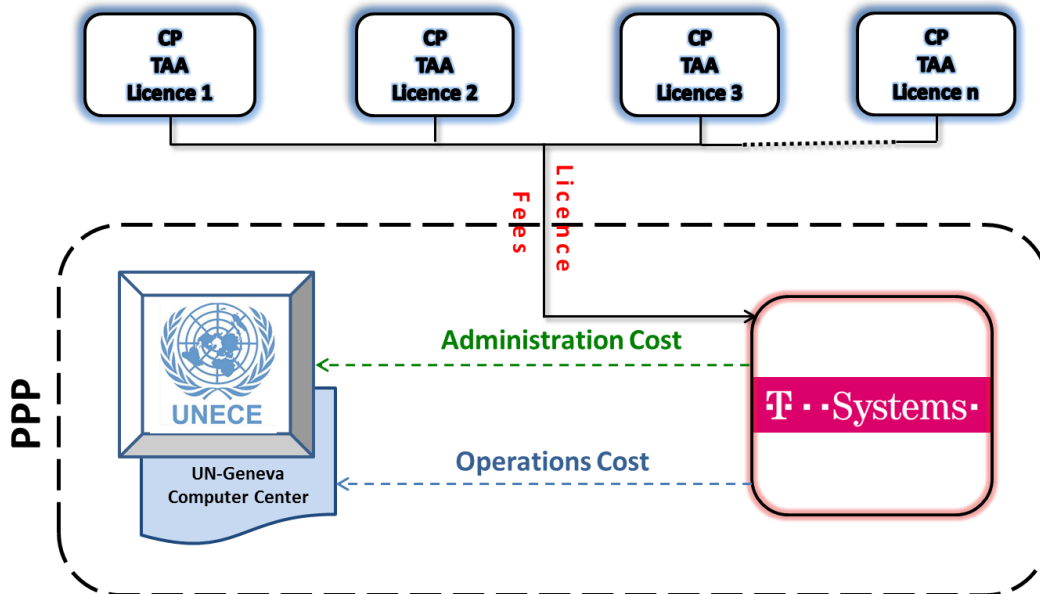 CP
TAA
Licence 1
CP
TAA
Licence 2
CP
TAA
Licence 3
CP
TAA
Licence n
Licence
Fees
PPP
UNECE
UN-Geneva
Computer Center
Administration Cost
Operations Cost
T··Systems·